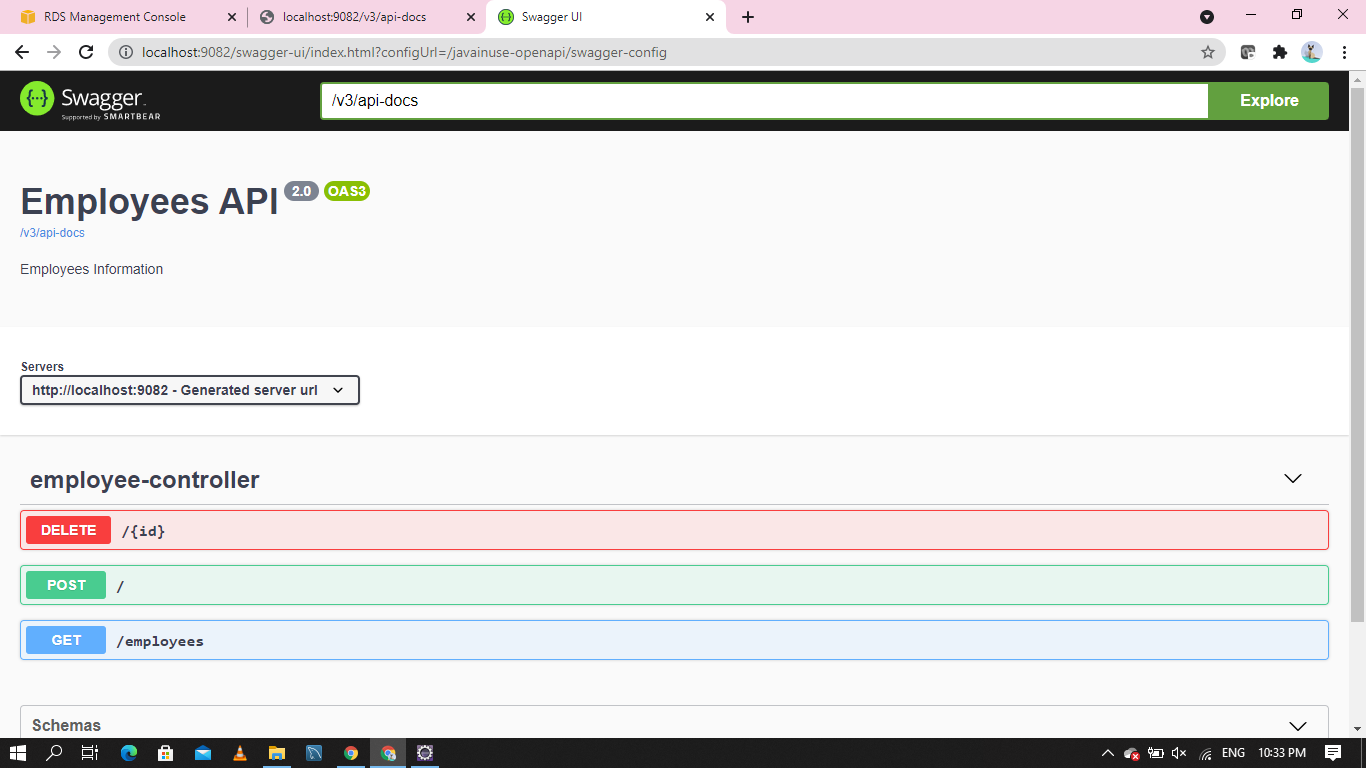 RDS Management Console
localhost:9082/v3/api-docs
Swagger UI
localhost:9082/swagger-ui/index.html?configUrl=/javainuse-openapi/swagger-config
Swagger
Supported by SMARTBEAR
/v3/api-docs
Explore
Employees API 2.0 OAS3
/v3/api-docs
Employees Information
Servers
http://localhost:9082 - Generated server url
employee-controller
DELETE /{id}
POST /
GET /employees
Schemas
ENG 10:33 PM